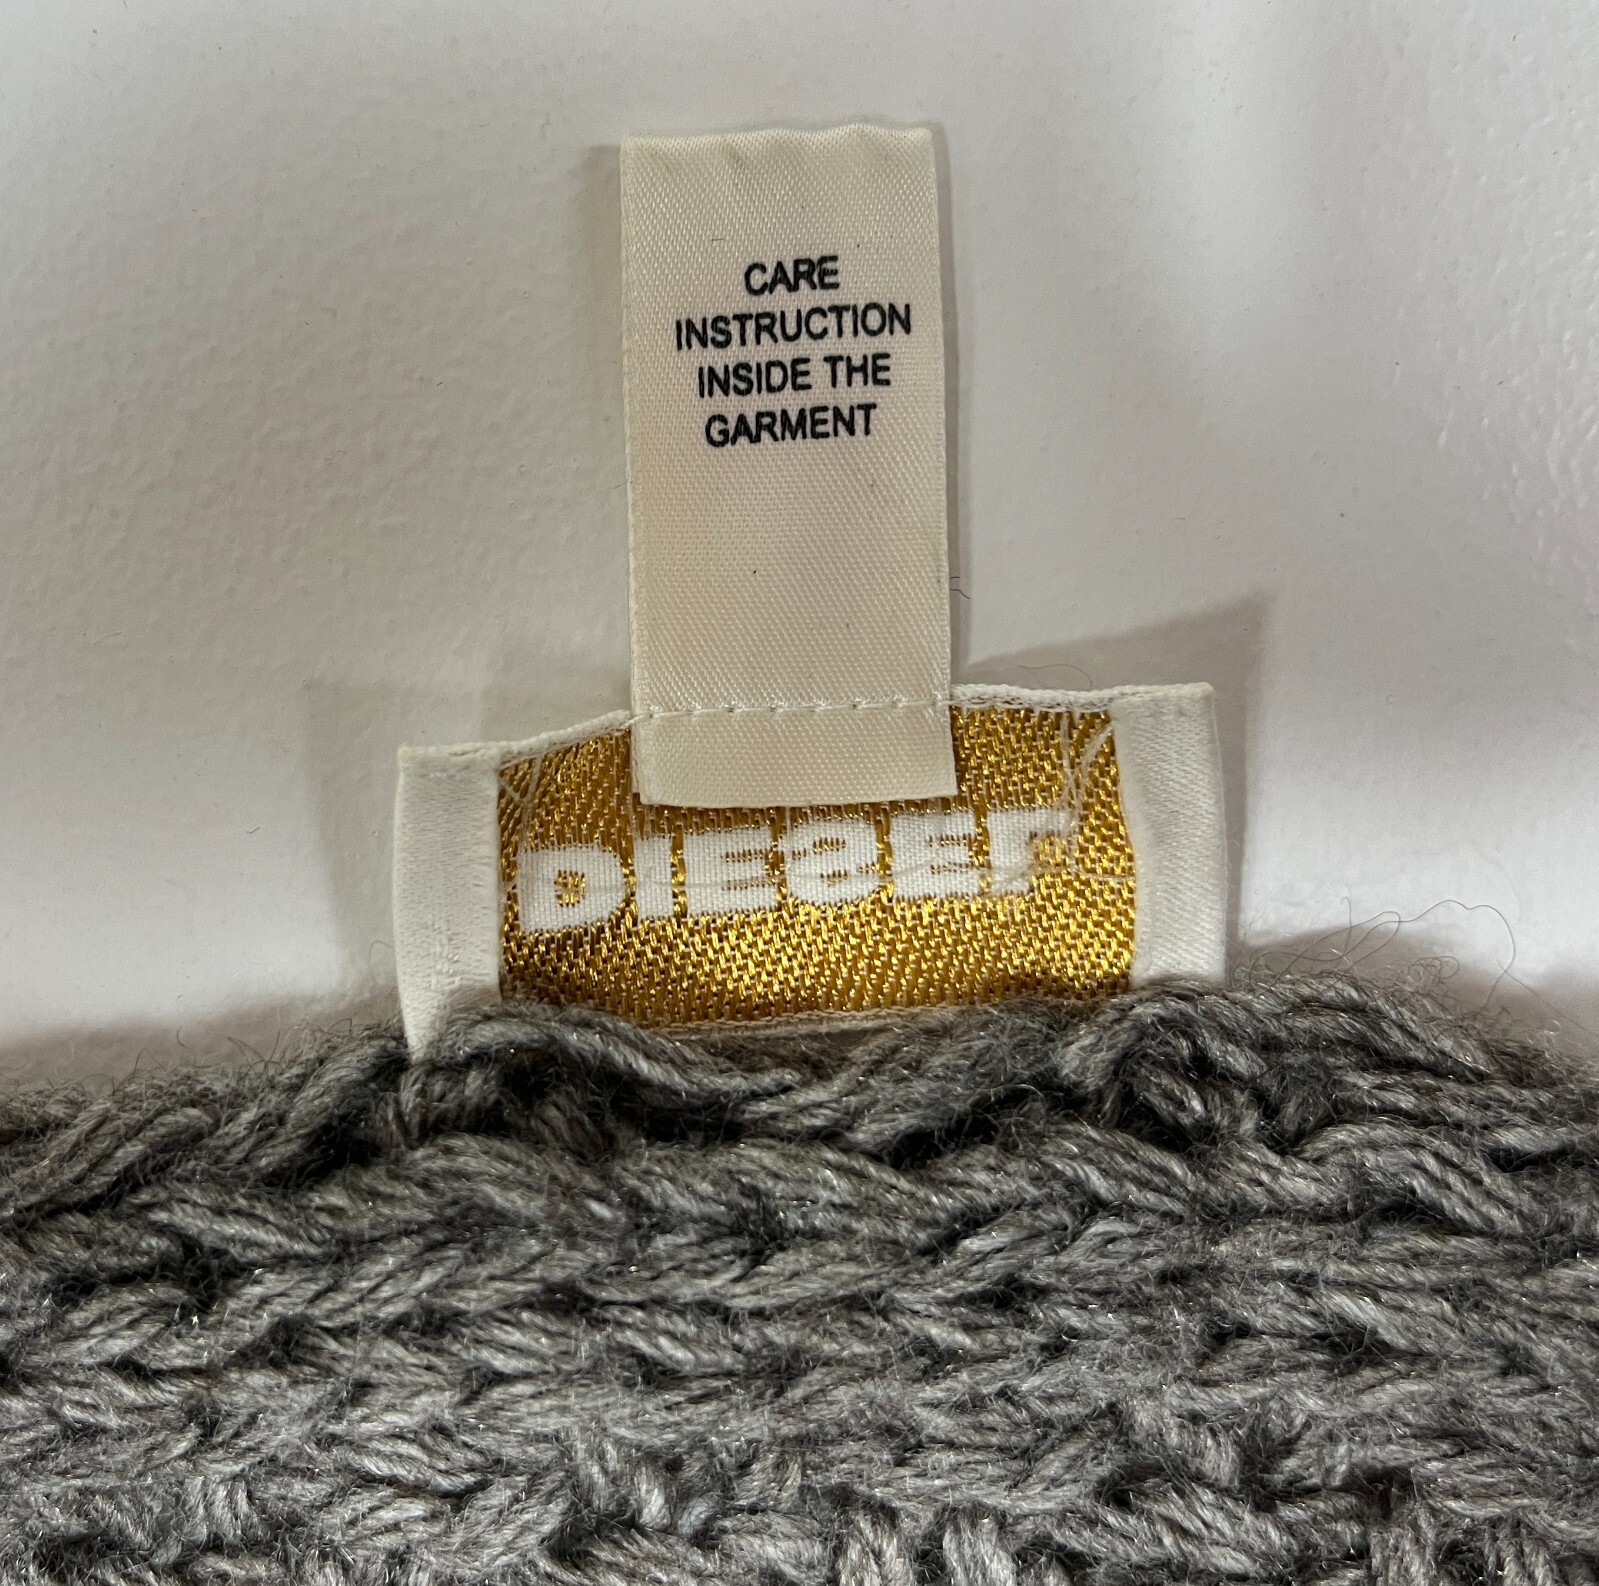 CARE
INSTRUCTION
INSIDE THE
GARMENT
DIESEL